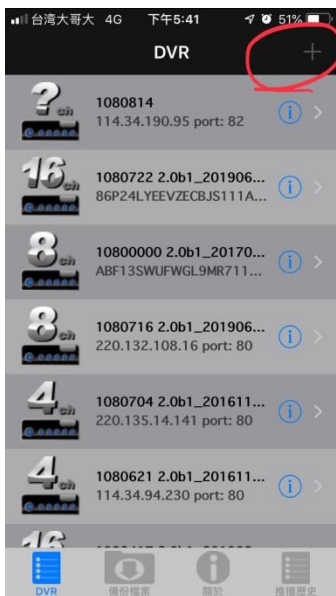 台湾大哥大 4G 下午5:41 51%
DVR
+
?ch
1080814
114.34.190.95 port: 82
16ch
1080722 2.0b1_201906...
86P24LYEEVZECBJS111A...
8ch
10800000 2.0b1_20170...
ABF13SWUFWGL9MR711...
8ch
1080716 2.0b1_201906...
220.132.108.16 port: 80
4ch
1080704 2.0b1_201611...
220.135.14.141 port: 80
4ch
1080621 2.0b1_201611...
114.34.94.230 port: 80
16
DVR 備份檔案 關於 推播歷史